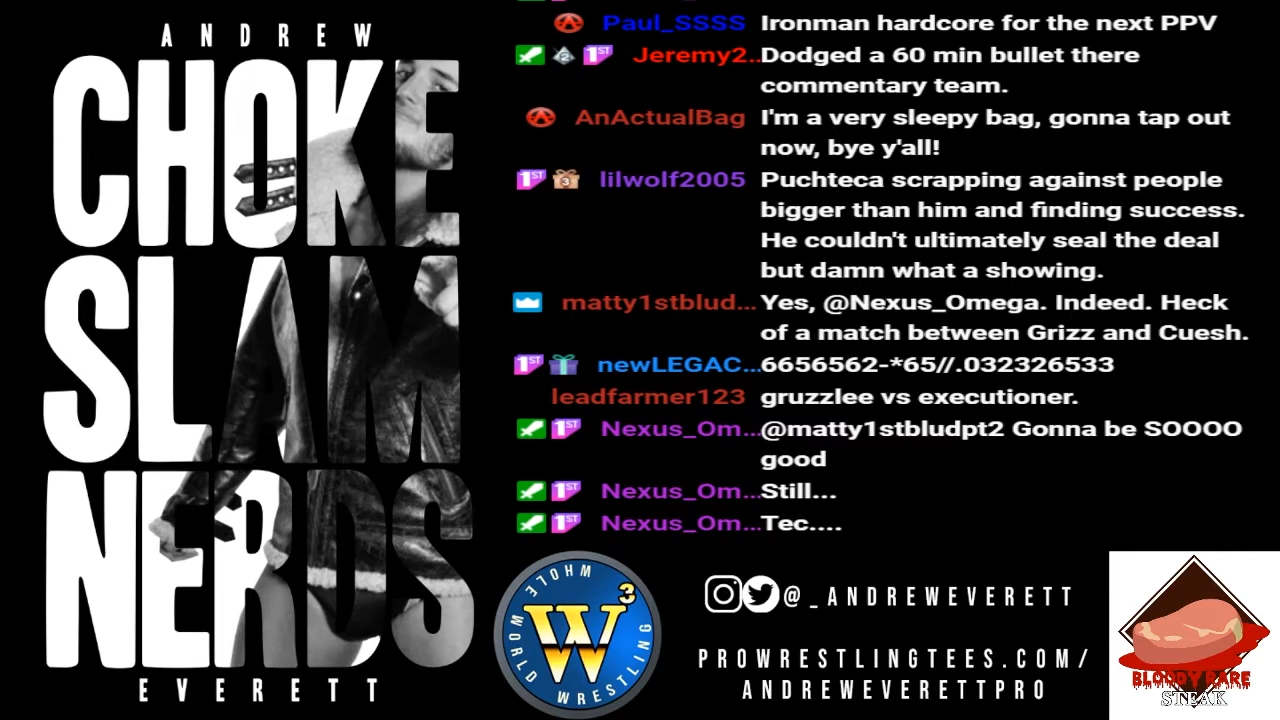 ANDREW
CHOKE
SLAM
NERDS
EVERETT
Paul_SSSS Ironman hardcore for the next PPV
Jeremy2.. Dodged a 60 min bullet there
commentary team.
AnActualBag I'm a very sleepy bag, gonna tap out
now, bye y'all!
lilwolf2005 Puchteca scrapping against people
bigger than him and finding success.
He couldn't ultimately seal the deal
but damn what a showing.
matty1stblud... Yes, @Nexus_Omega. Indeed. Heck
of a match between Grizz and Cuesh.
newLEGAC... 6656562-*65//.032326533
leadfarmer123 gruzzlee vs executioner.
Nexus_Om... @matty1stbludpt2 Gonna be SOOOO
good
Nexus_Om... Still...
Nexus_Om... Tec....
WHOLE
WORLD
WRESTLING
W3
@_ANDREWEVERETT
PROWRESTLINGTEES.COM/
ANDREWEVERETTPRO
BLOODY RARE
STEAK